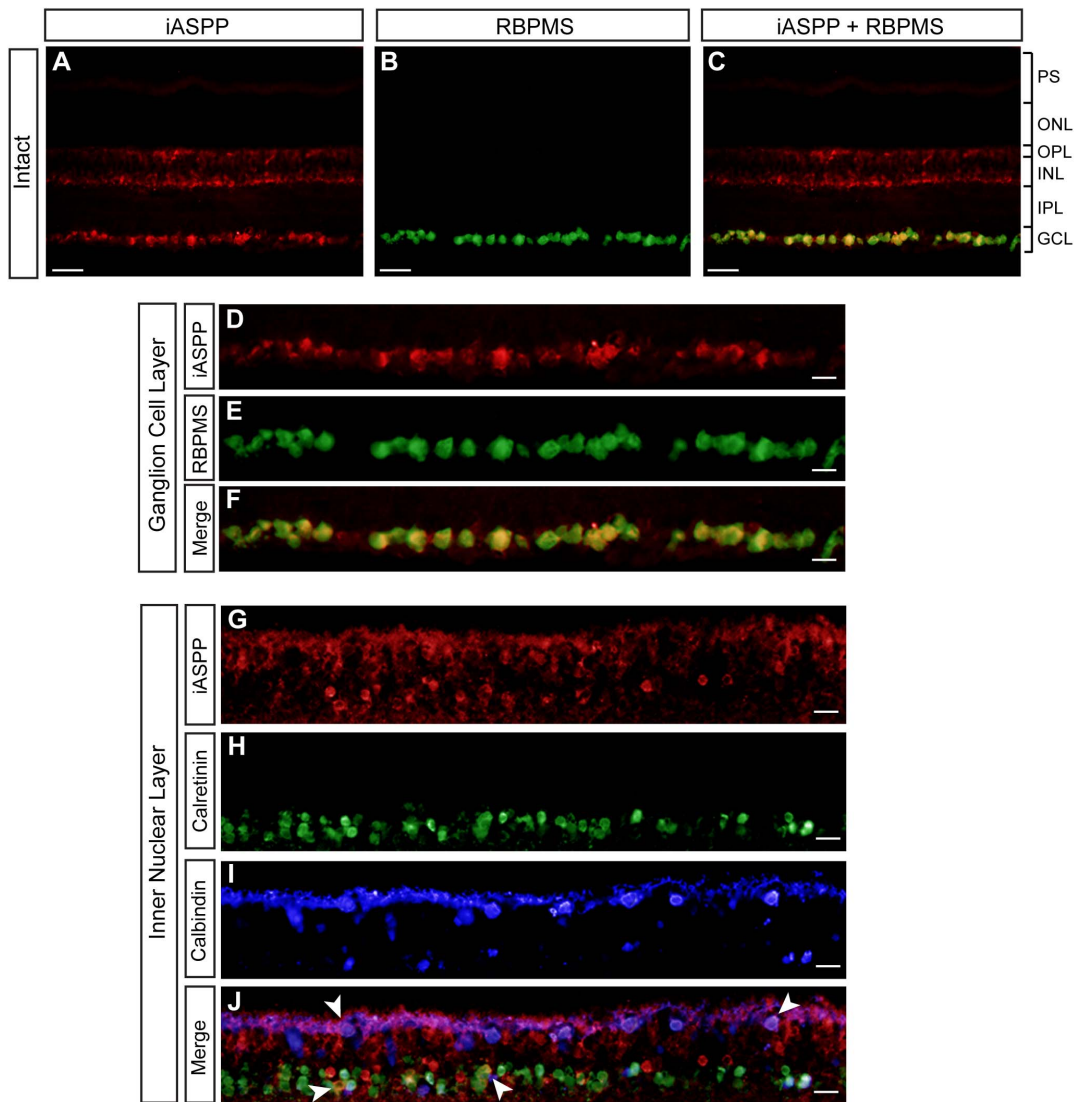 iASPP
RBPMS
iASPP + RBPMS
Intact
A
B
C
PS
ONL
OPL
INL
IPL
GCL
Ganglion Cell Layer
iASPP
D
RBPMS
E
Merge
F
Inner Nuclear Layer
iASPP
G
Calretinin
H
Calbindin
I
Merge
J